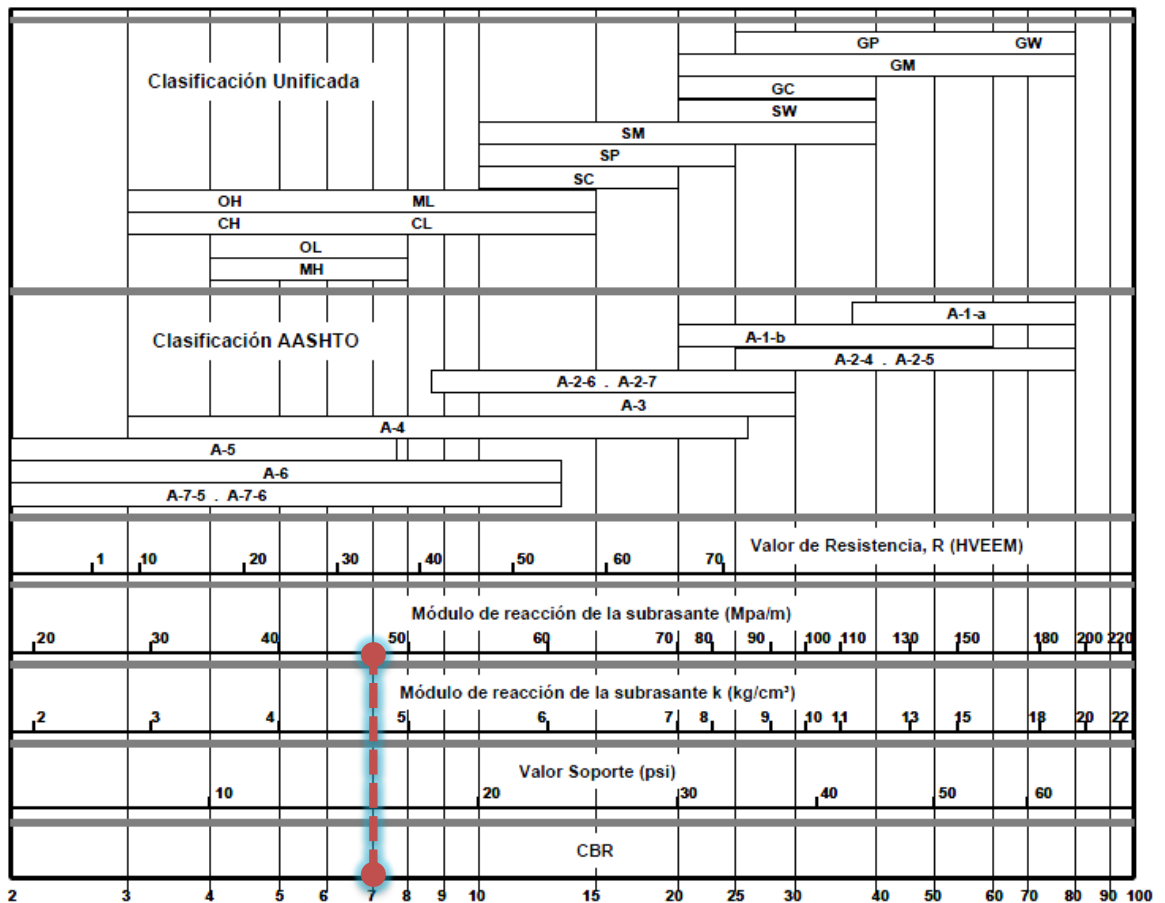 GP GW
GM
Clasificación Unificada
GC
SW
SM
SP
SC
OH ML
CH CL
OL
MH
A-1-a
A-1-b
Clasificación AASHTO
A-2-4 . A-2-5
A-2-6 . A-2-7
A-3
A-4
A-5
A-6
A-7-5 . A-7-6
Valor de Resistencia, R (HVEEM)
1 10 20 30 40 50 60 70
Módulo de reacción de la subrasante (Mpa/m)
20 30 40 50 60 70 80 90 100 110 130 150 180 200 220
Módulo de reacción de la subrasante k (kg/cm³)
2 3 4 5 6 7 8 9 10 11 13 15 18 20 22
Valor Soporte (psi)
10 20 30 40 50 60
CBR
2 3 4 5 6 7 8 9 10 15 20 25 30 40 50 60 70 80 90 100